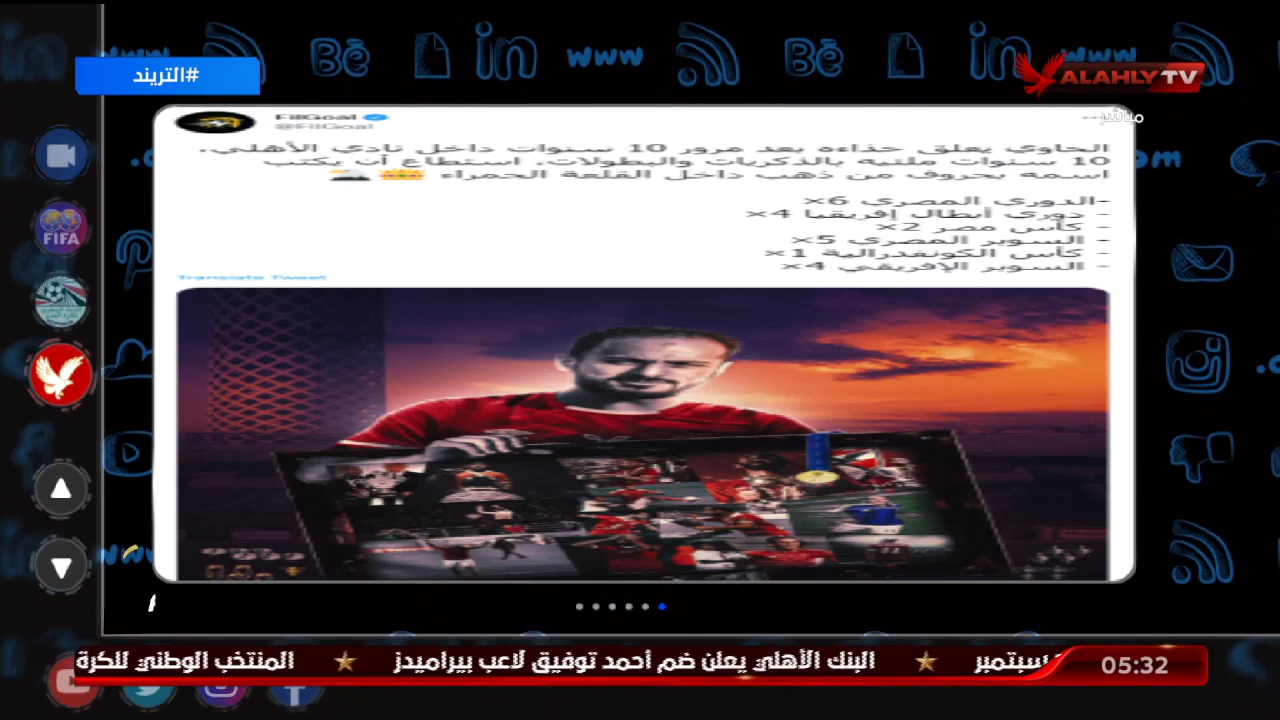 #التريند
ALAHLY TV
مباشر
FilGoal
@FilGoal
الحاوي يعلق حذاءه بعد مرور 10 سنوات داخل نادي الأهلي،
10 سنوات مليئه بالذكريات والبطولات، استطاع أن يكتب
اسمه بحروف من ذهب داخل القلعة الحمراء
-الدوري المصري 6×
- دوري أبطال إفريقيا 4×
- كأس مصر 2×
- السوبر المصري 5×
- كأس الكونفدرالية 1×
- السوبر الإفريقي 4×
Translate Tweet
FIFA
سبتمبر ★ البنك الأهلي يعلن ضم أحمد توفيق لاعب بيراميدز ★ المنتخب الوطني للكرة
05:32